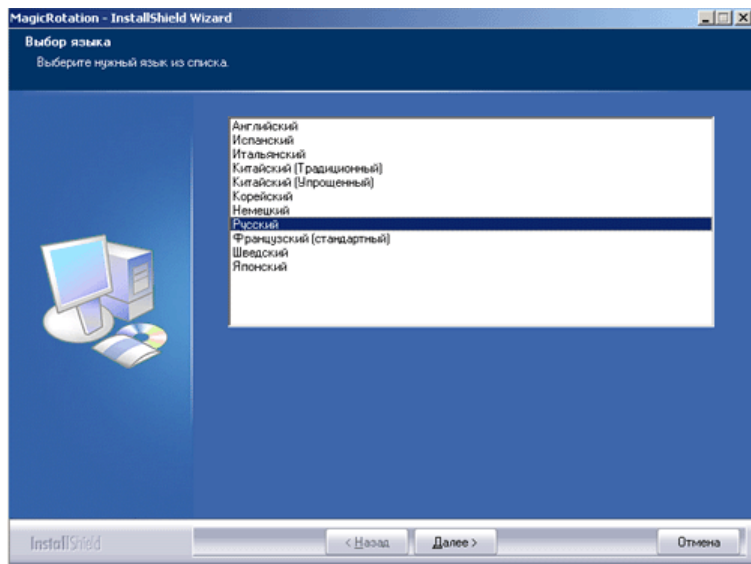 MagicRotation - InstallShield Wizard
Выбор языка
Выберите нужный язык из списка.
Английский
Испанский
Итальянский
Китайский (Традиционный)
Китайский (Упрощенный)
Корейский
Немецкий
Русский
Французский (стандартный)
Шведский
Японский
InstallShield
< Назад
Далее >
Отмена